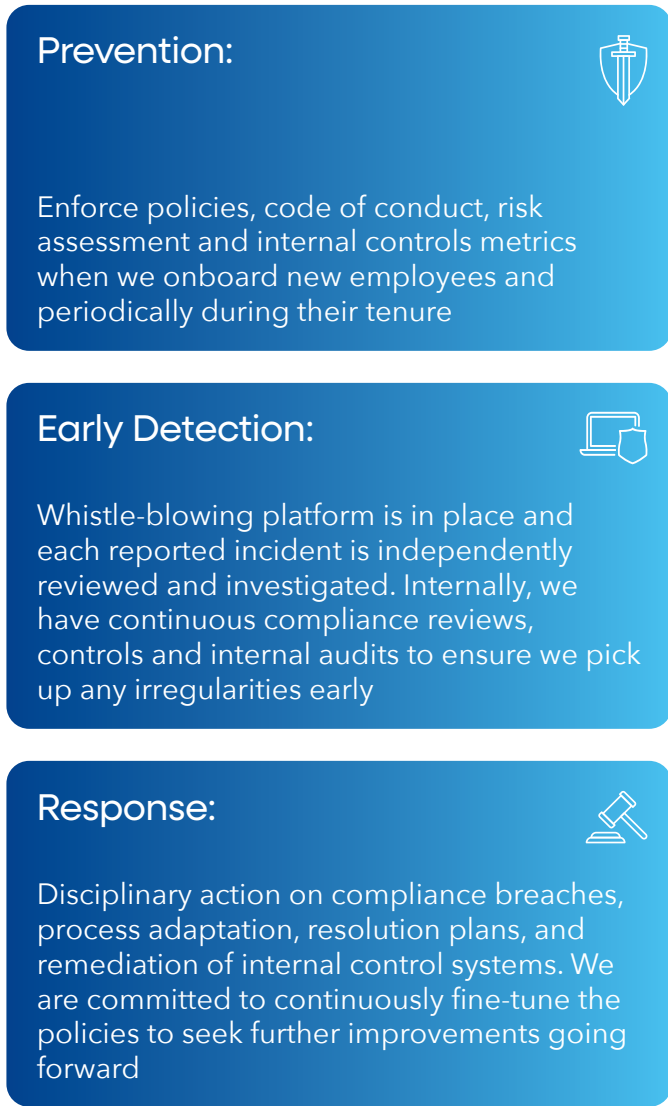 Prevention:
Enforce policies, code of conduct, risk
assessment and internal controls metrics
when we onboard new employees and
periodically during their tenure
Early Detection:
Whistle-blowing platform is in place and
each reported incident is independently
reviewed and investigated. Internally, we
have continuous compliance reviews,
controls and internal audits to ensure we pick
up any irregularities early
Response:
Disciplinary action on compliance breaches,
process adaptation, resolution plans, and
remediation of internal control systems. We
are committed to continuously fine-tune the
policies to seek further improvements going
forward